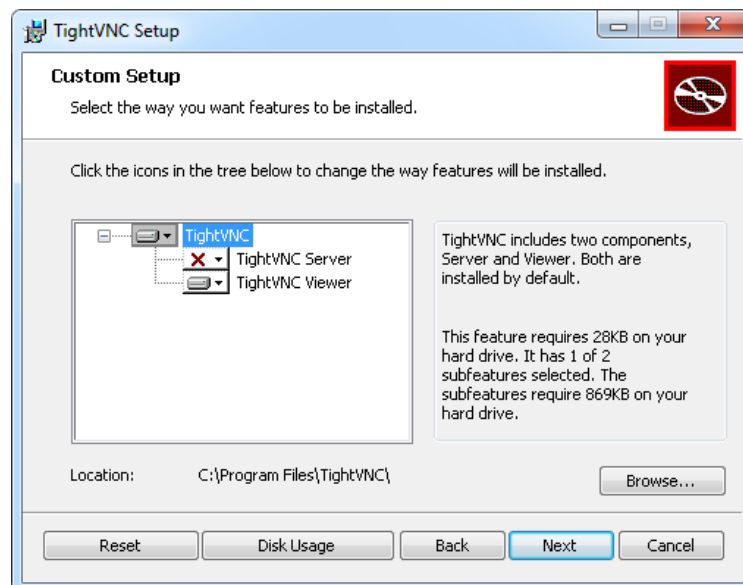 TightVNC Setup
Custom Setup
Select the way you want features to be installed.
Click the icons in the tree below to change the way features will be installed.
TightVNC
TightVNC Server
TightVNC Viewer
TightVNC includes two components,
Server and Viewer. Both are
installed by default.
This feature requires 28KB on your
hard drive. It has 1 of 2
subfeatures selected. The
subfeatures require 869KB on your
hard drive.
Location: C:\Program Files\TightVNC\
Browse...
Reset Disk Usage Back Next Cancel